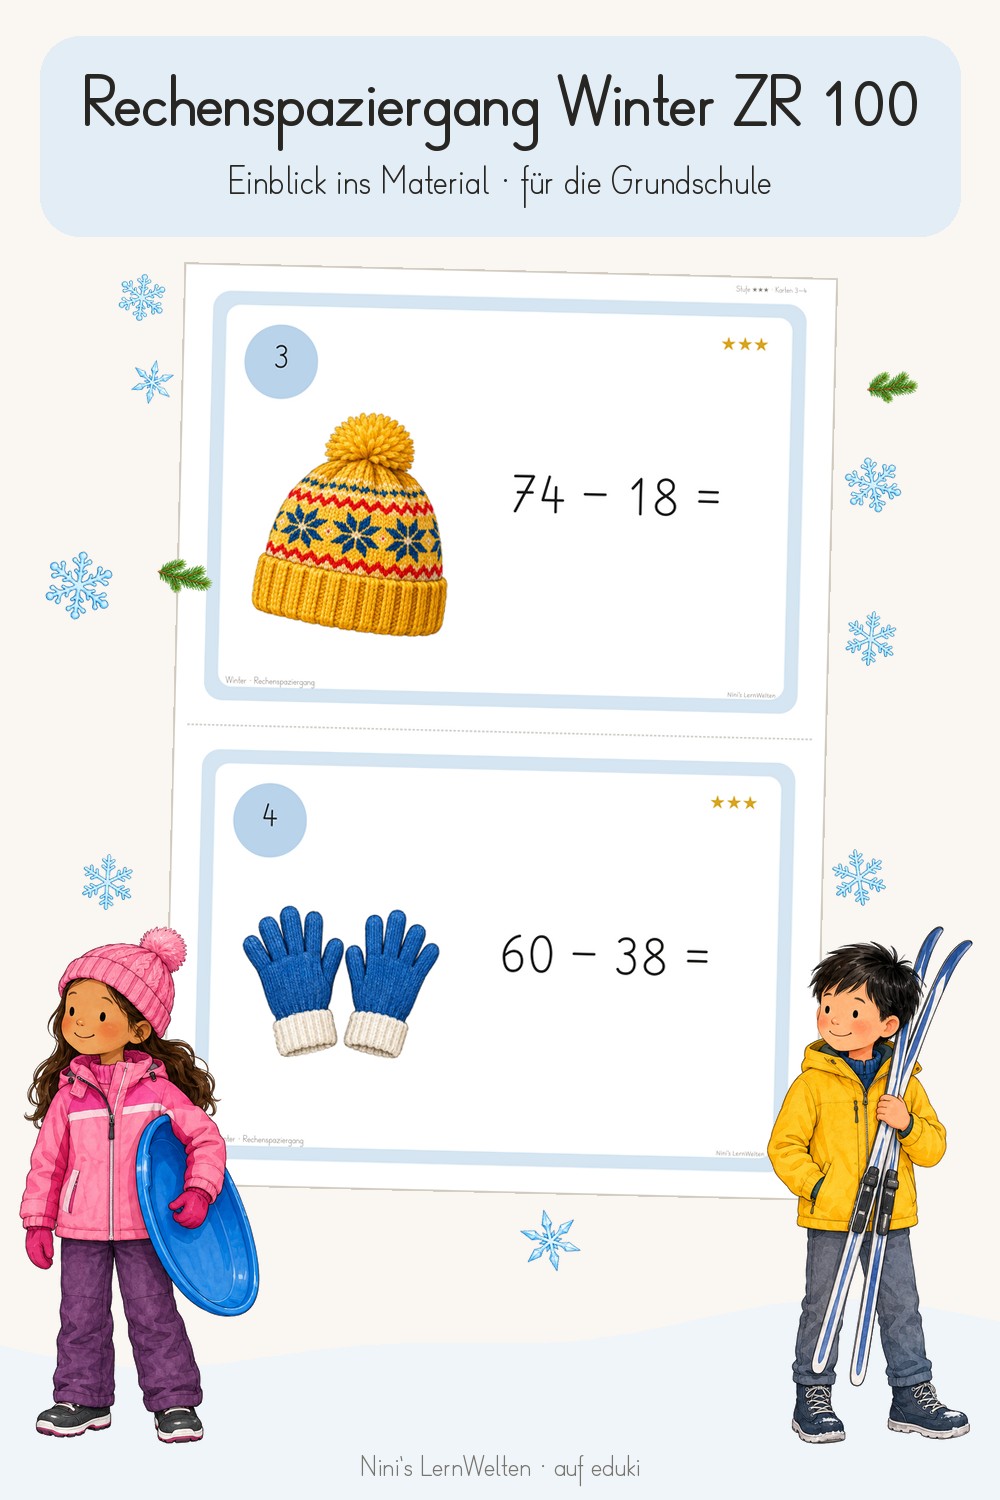 Rechenspaziergang Winter ZR 100
Einblick ins Material · für die Grundschule
Stufe ★★★ · Karten 3–4
3
★★★
74 − 18 =
Winter · Rechenspaziergang
Nini's LernWelten
4
★★★
60 − 38 =
nter · Rechenspaziergang
Nini's LernWelten
Nini's LernWelten · auf eduki